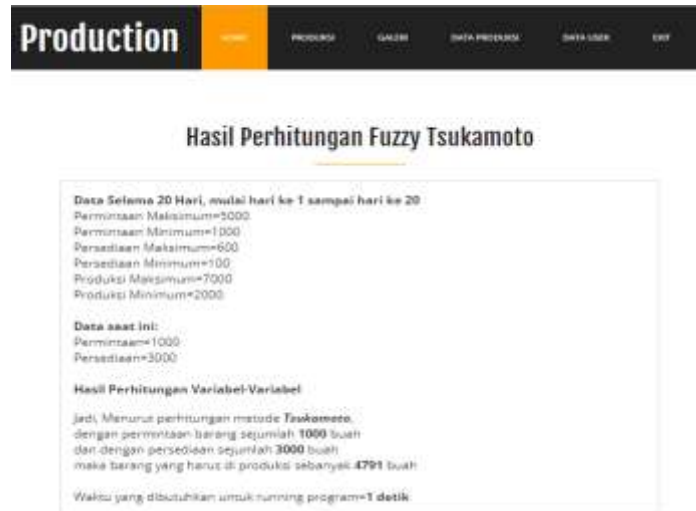 Production
HOME
PRODUKSI
GALERI
DATA PRODUKSI
DATA USER
EXIT
Hasil Perhitungan Fuzzy Tsukamoto
Data Selama 20 Hari, mulai hari ke 1 sampai hari ke 20
Permintaan Maksimum=5000
Permintaan Minimum=1000
Persediaan Maksimum=600
Persediaan Minimum=100
Produksi Maksimum=7000
Produksi Minimum=2000
Data saat ini:
Permintaan=1000
Persediaan=3000
Hasil Perhitungan Variabel-Variabel
Jadi, Menurut perhitungan metode Tsukamoto,
dengan permintaan barang sejumlah 1000 buah
dan dengan persediaan sejumlah 3000 buah
maka barang yang harus di produksi sebanyak 4791 buah
Waktu yang dibutuhkan untuk running program=1 detik